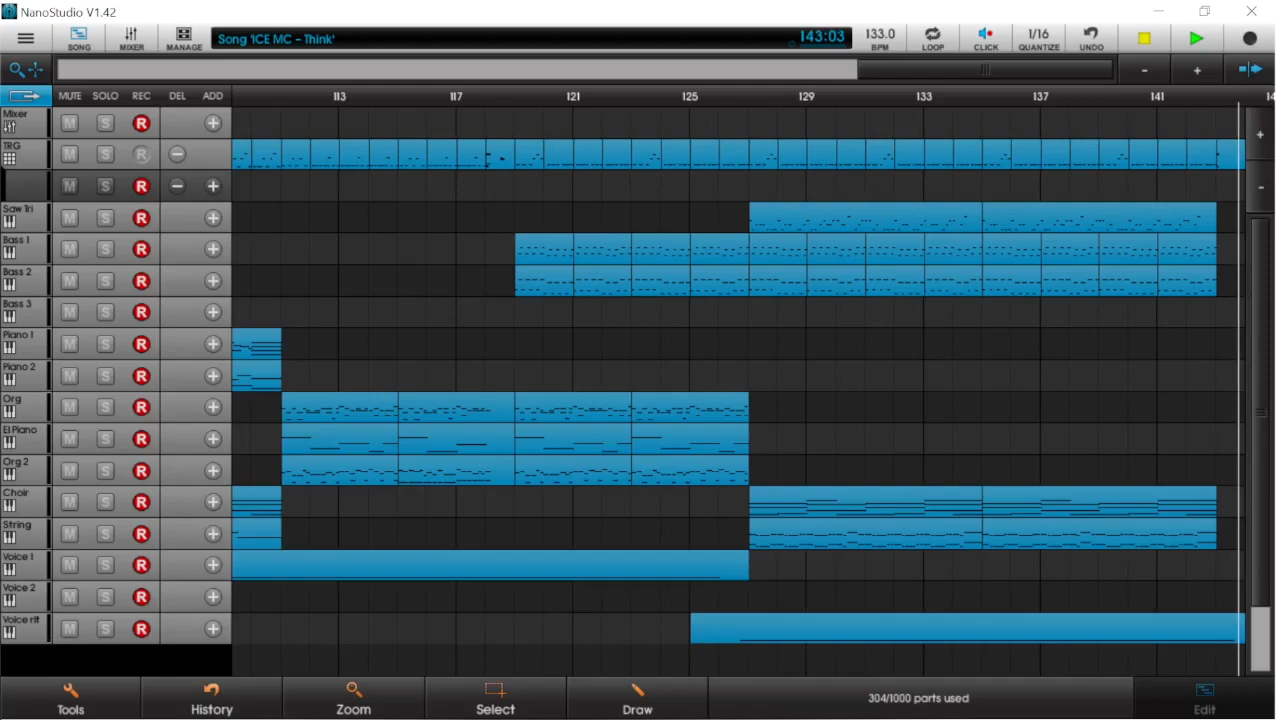 NanoStudio V1.42
SONG MIXER MANAGE Song 'ICE MC - Think' 143:03 133.0 BPM LOOP CLICK 1/16 QUANTIZE UNDO
- +
MUTE SOLO REC DEL ADD 113 117 121 125 129 133 137 141 14
Mixer M S R +
TRG M S R -
M S R - +
Saw.Tri M S R +
Bass 1 M S R +
Bass 2 M S R +
Bass 3 M S R +
Piano 1 M S R +
Piano 2 M S R +
Org M S R +
El Piano M S R +
Org 2 M S R +
Choir M S R +
String M S R +
Voice 1 M S R +
Voice 2 M S R +
Voice rit M S R +
Tools History Zoom Select Draw 304/1000 parts used Edit